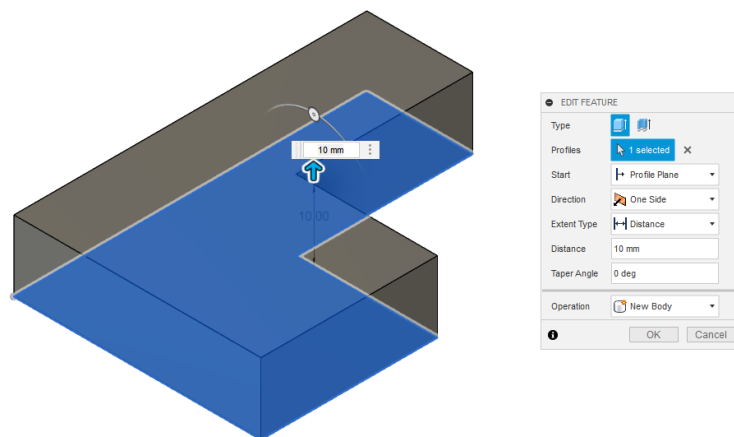 10 mm
10.00
EDIT FEATURE
Type
Profiles 1 selected
Start Profile Plane
Direction One Side
Extent Type Distance
Distance 10 mm
Taper Angle 0 deg
Operation New Body
OK Cancel